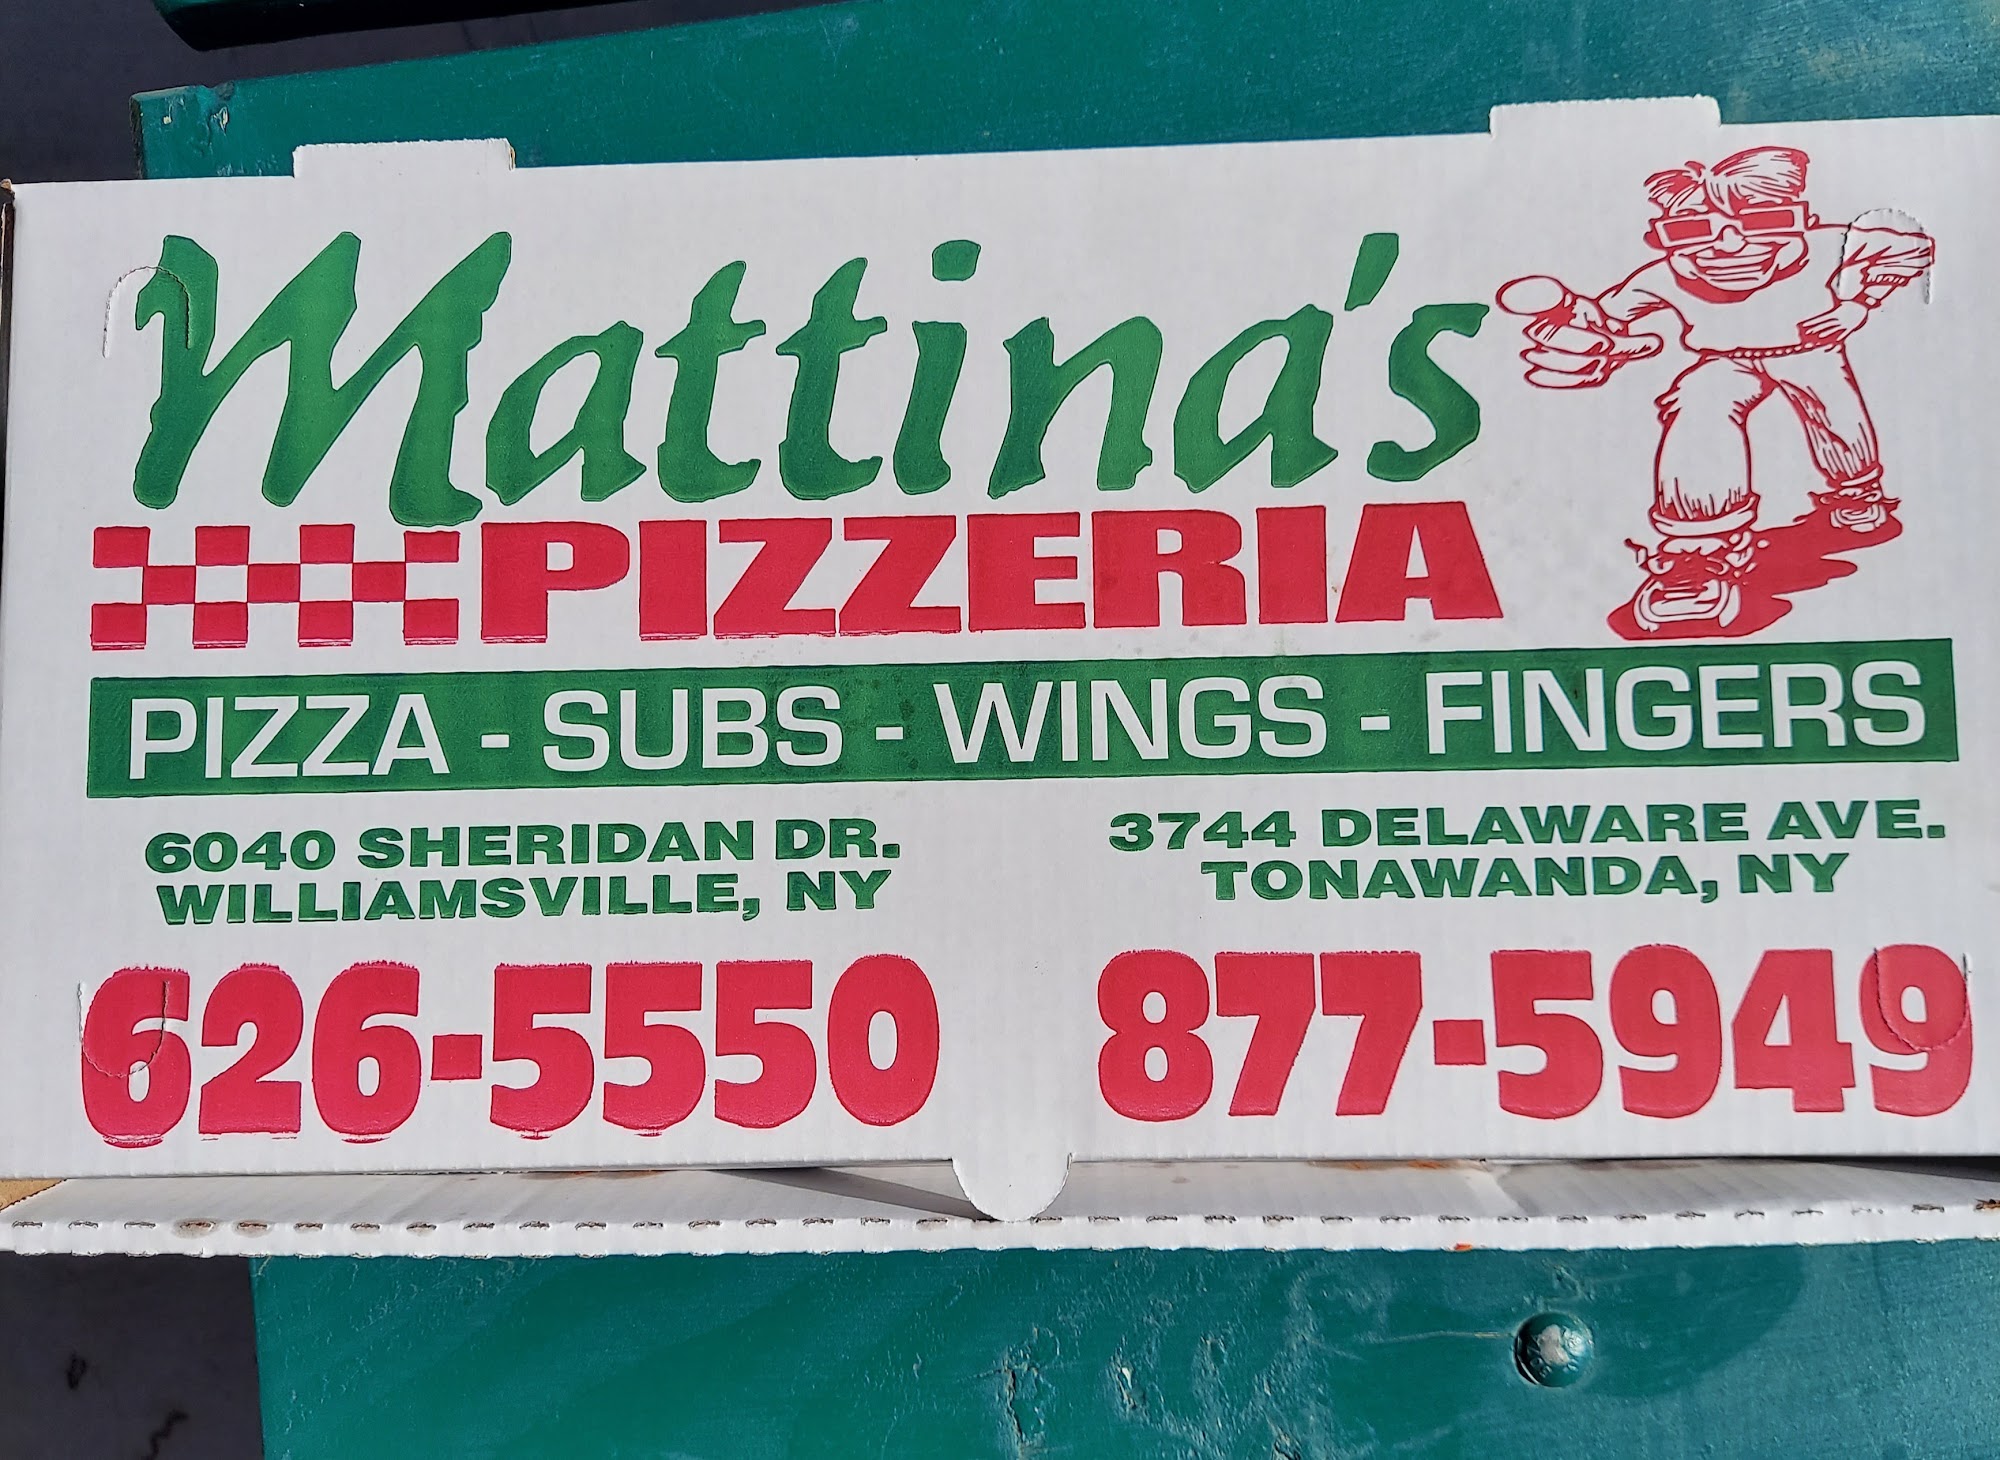 Mattina's
PIZZERIA
PIZZA - SUBS - WINGS - FINGERS
6040 SHERIDAN DR.
WILLIAMSVILLE, NY
626-5550
3744 DELAWARE AVE.
TONAWANDA, NY
877-5949